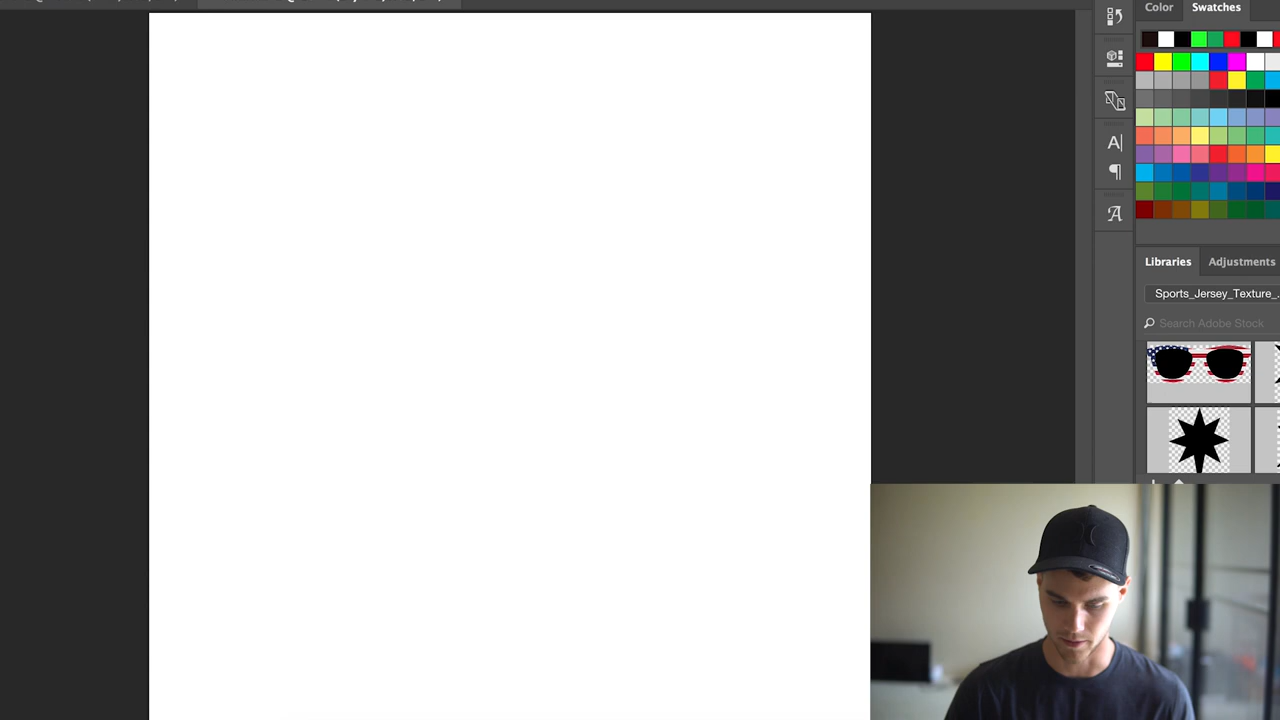 Color Swatches
Libraries Adjustments
Sports_Jersey_Texture_
Search Adobe Stock